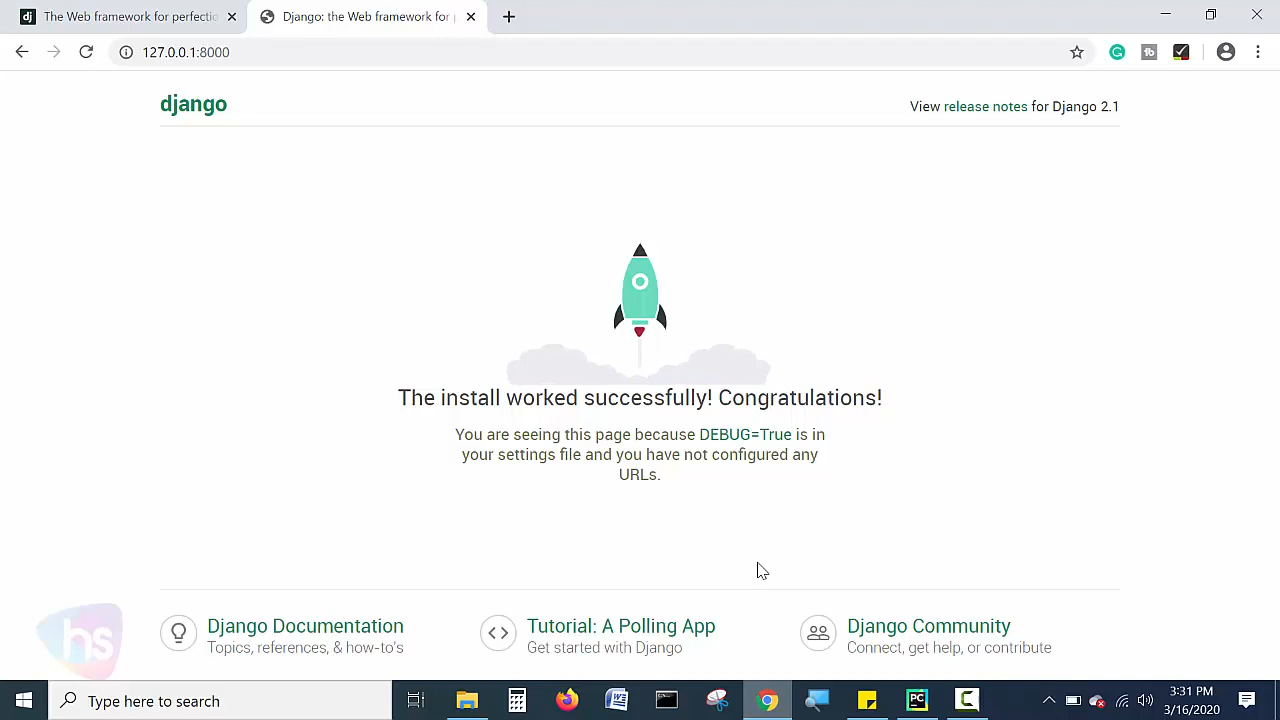 dj The Web framework for perfectio
Django: the Web framework for p
127.0.0.1:8000
tb
django
View release notes for Django 2.1
The install worked successfully! Congratulations!
You are seeing this page because DEBUG=True is in
your settings file and you have not configured any
URLs.
Django Documentation
Topics, references, & how-to's
Tutorial: A Polling App
Get started with Django
Django Community
Connect, get help, or contribute
hs
Type here to search
W
PC
C
3:31 PM
3/16/2020